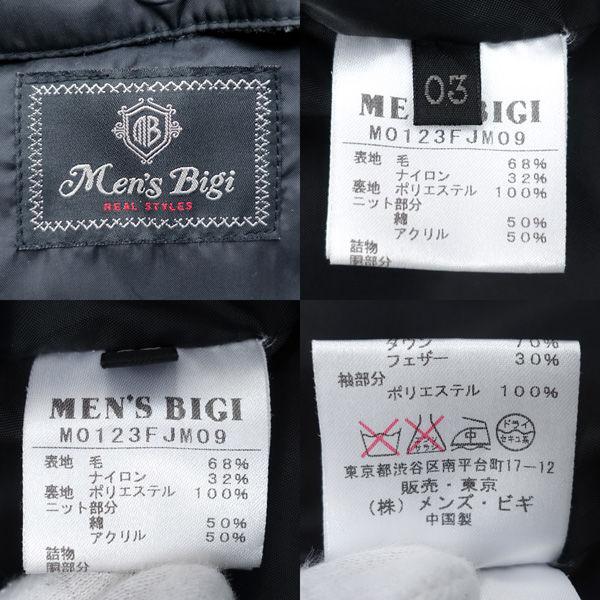 MB
Men's Bigi
REAL STYLES
03
MEN'S BIGI
M0123FJM09
表地 毛 68%
ナイロン 32%
裏地 ポリエステル 100%
ニット部分
綿 50%
アクリル 50%
詰物
胴部分
MEN'S BIGI
M0123FJM09
表地 毛 68%
ナイロン 32%
裏地 ポリエステル 100%
ニット部分
綿 50%
アクリル 50%
詰物
胴部分
ダウン 70%
フェザー 30%
袖部分
ポリエステル 100%
エンソサラシ 中 ドライ セキユ系
東京都渋谷区南平台町17-12
販売・東京
(株) メンズ・ビギ
中国製